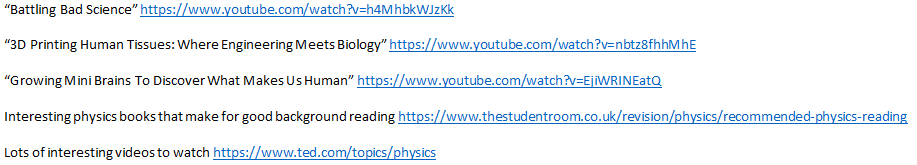 “Battling Bad Science” https://www.youtube.com/watch?v=h4MhbkWJzKk
“3D Printing Human Tissues: Where Engineering Meets Biology” https://www.youtube.com/watch?v=nbtz8fhhMhE
“Growing Mini Brains To Discover What Makes Us Human” https://www.youtube.com/watch?v=EjiWRINEatQ
Interesting physics books that make for good background reading https://www.thestudentroom.co.uk/revision/physics/recommended-physics-reading
Lots of interesting videos to watch https://www.ted.com/topics/physics